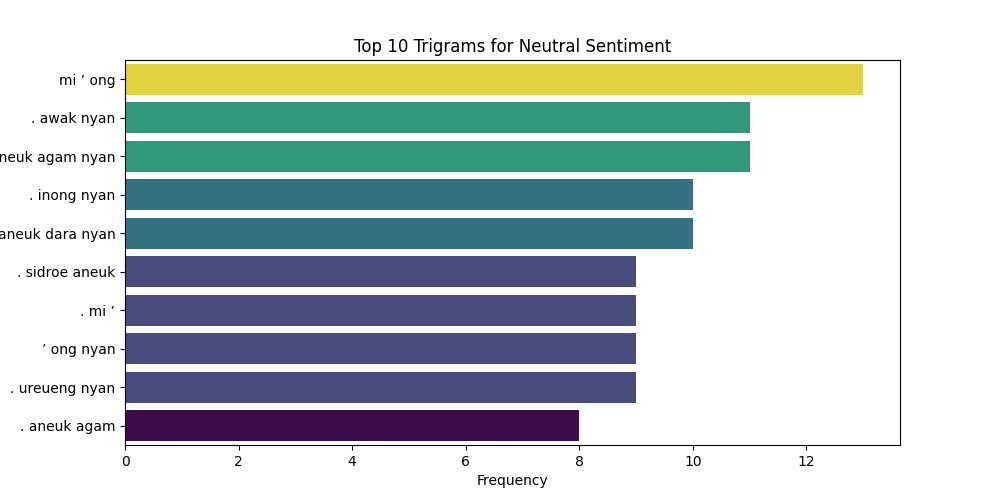 Top 10 Trigrams for Neutral Sentiment
mi ’ ong
. awak nyan
neuk agam nyan
. inong nyan
aneuk dara nyan
. sidroe aneuk
. mi ’
’ ong nyan
. ureueng nyan
. aneuk agam
0 2 4 6 8 10 12
Frequency